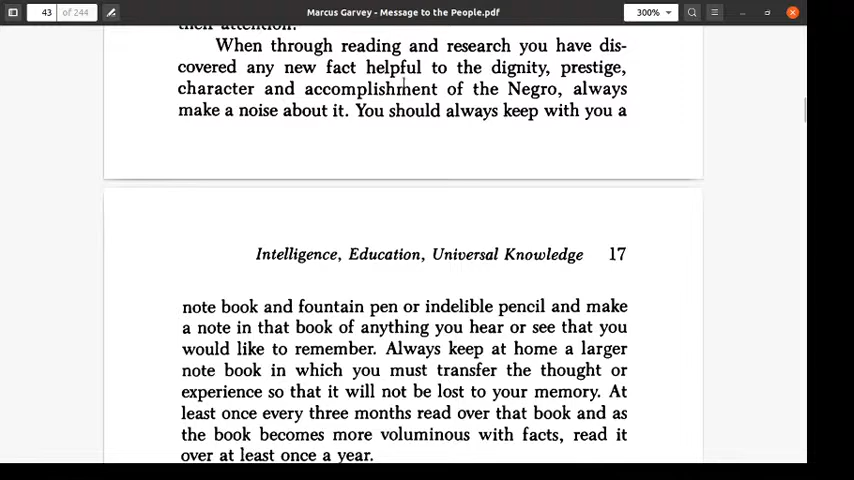 43 of 244
Marcus Garvey - Message to the People.pdf
300%
their attention.
When through reading and research you have dis-
covered any new fact helpful to the dignity, prestige,
character and accomplishment of the Negro, always
make a noise about it. You should always keep with you a
Intelligence, Education, Universal Knowledge 17
note book and fountain pen or indelible pencil and make
a note in that book of anything you hear or see that you
would like to remember. Always keep at home a larger
note book in which you must transfer the thought or
experience so that it will not be lost to your memory. At
least once every three months read over that book and as
the book becomes more voluminous with facts, read it
over at least once a year.